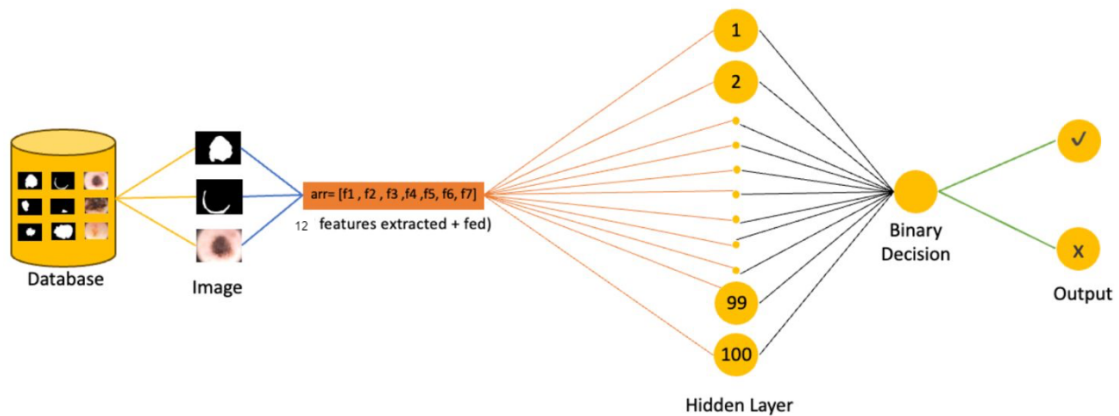 1
2
arr= [f1 , f2 , f3 ,f4 ,f5, f6, f7]
12 features extracted + fed)
Database
Image
99
100
Hidden Layer
Binary
Decision
✓
X
Output